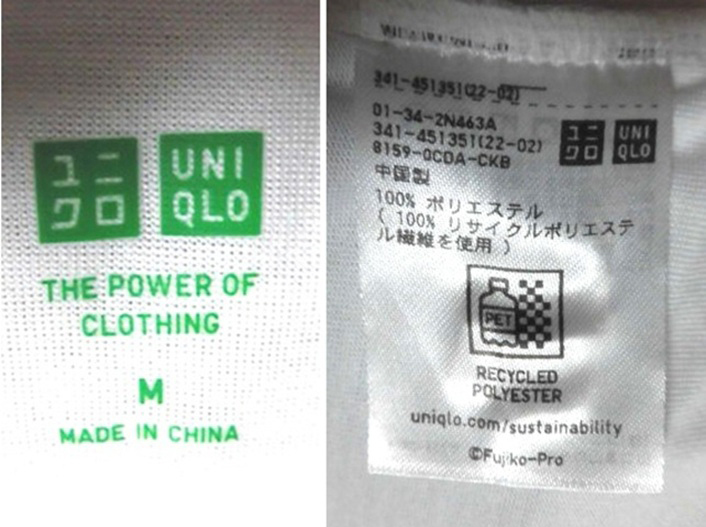 ユニ
クロ
UNI
QLO
THE POWER OF
CLOTHING
M
MADE IN CHINA
341-451351(22-02)
01-34-2N463A
341-451351(22-02)
8159-0CDA-CKB
中国製
ユニ
クロ
UNI
QLO
100% ポリエステル
( 100% リサイクルポリエステ
ル繊維を使用 )
PET
RECYCLED
POLYESTER
uniqlo.com/sustainability
©Fujiko-Pro